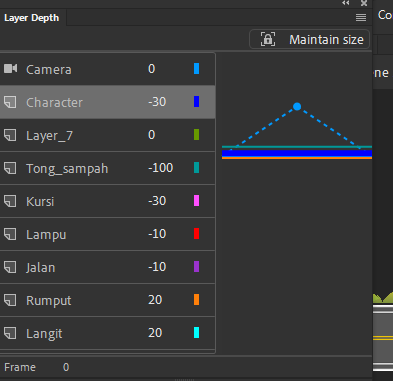 Layer Depth
Co
Maintain size
ne
Camera 0
Character -30
Layer_7 0
Tong_sampah -100
Kursi -30
Lampu -10
Jalan -10
Rumput 20
Langit 20
Frame 0